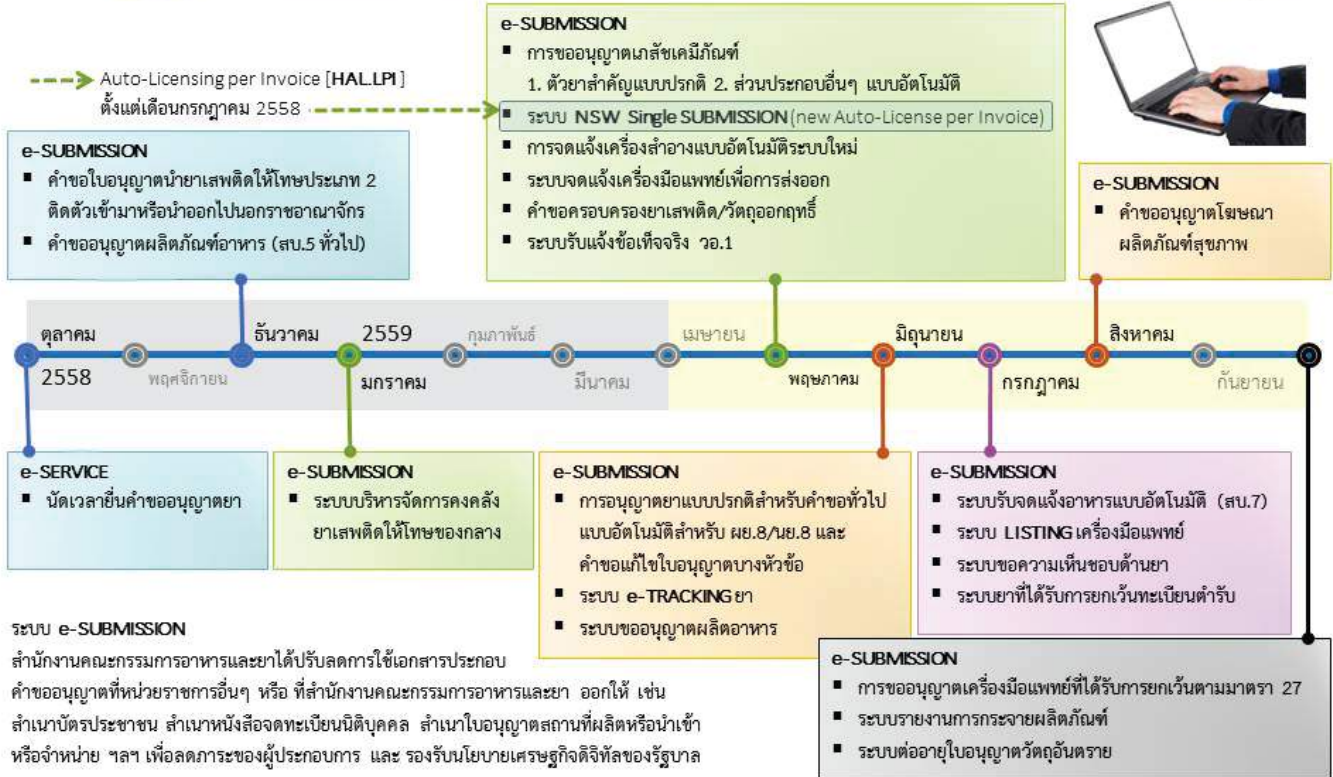 Auto-Licensing per Invoice [HAL.LPI]
ตั้งแต่เดือนกรกฎาคม 2558
e-SUBMISSION
■ การขออนุญาตเภสัชเคมีภัณฑ์
1. ตัวยาสำคัญแบบปรกติ 2. ส่วนประกอบอื่นๆ แบบอัตโนมัติ
■ ระบบ NSW Single SUBMISSION (new Auto-License per Invoice)
■ การจดแจ้งเครื่องสำอางแบบอัตโนมัติระบบใหม่
■ ระบบจดแจ้งเครื่องมือแพทย์เพื่อการส่งออก
■ คำขอครอบครองยาเสพติด/วัตถุออกฤทธิ์
■ ระบบรับแจ้งข้อเท็จจริง วอ.1
e-SUBMISSION
■ คำขอใบอนุญาตนำยาเสพติดให้โทษประเภท 2
ติดตัวเข้ามาหรือนำออกไปนอกราชอาณาจักร
■ คำขออนุญาตผลิตภัณฑ์อาหาร (สบ.5 ทั่วไป)
e-SUBMISSION
■ คำขออนุญาตโฆษณา
ผลิตภัณฑ์สุขภาพ
ตุลาคม
2558
พฤศจิกายน
ธันวาคม
2559
มกราคม
กุมภาพันธ์
มีนาคม
เมษายน
พฤษภาคม
มิถุนายน
กรกฎาคม
สิงหาคม
กันยายน
e-SERVICE
■ นัดเวลายื่นคำขออนุญาตยา
e-SUBMISSION
■ ระบบบริหารจัดการคงคลัง
ยาเสพติดให้โทษของกลาง
e-SUBMISSION
■ การอนุญาตยาแบบปรกติสำหรับคำขอทั่วไป
แบบอัตโนมัติสำหรับ ผย.8/นย.8 และ
คำขอแก้ไขใบอนุญาตบางหัวข้อ
■ ระบบ e-TRACKING ยา
■ ระบบขออนุญาตผลิตอาหาร
e-SUBMISSION
■ ระบบรับจดแจ้งอาหารแบบอัตโนมัติ (สบ.7)
■ ระบบ LISTING เครื่องมือแพทย์
■ ระบบขอความเห็นชอบด้านยา
■ ระบบยาที่ได้รับการยกเว้นทะเบียนตำรับ
e-SUBMISSION
■ การขออนุญาตเครื่องมือแพทย์ที่ได้รับการยกเว้นตามมาตรา 27
■ ระบบรายงานการกระจายผลิตภัณฑ์
■ ระบบต่ออายุใบอนุญาตวัตถุอันตราย
ระบบ e-SUBMISSION
สำนักงานคณะกรรมการอาหารและยาได้ปรับลดการใช้เอกสารประกอบ
คำขออนุญาตที่หน่วยราชการอื่นๆ หรือ ที่สำนักงานคณะกรรมการอาหารและยา ออกให้ เช่น
สำเนาบัตรประชาชน สำเนาหนังสือจดทะเบียนนิติบุคคล สำเนาใบอนุญาตสถานที่ผลิตหรือนำเข้า
หรือจำหน่าย ฯลฯ เพื่อลดภาระของผู้ประกอบการ และ รองรับนโยบายเศรษฐกิจดิจิทัลของรัฐบาล